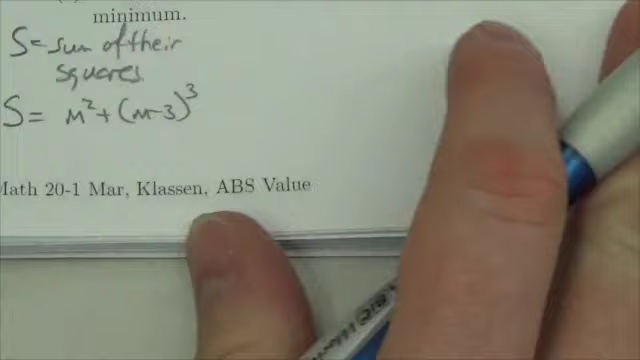 minimum.
S = sum of their
squares
S = m² + (m-3)³
Math 20-1 Mar, Klassen, ABS Value